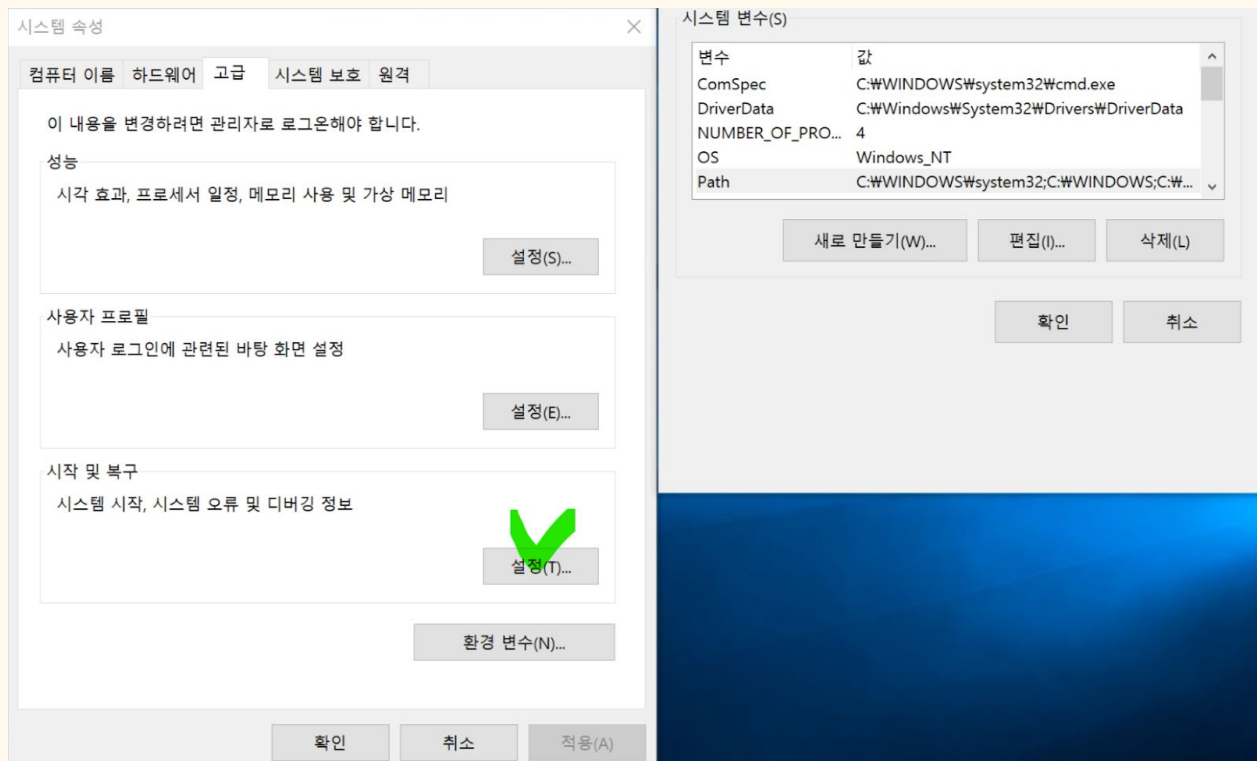 시스템 속성
컴퓨터 이름 하드웨어 고급 시스템 보호 원격
이 내용을 변경하려면 관리자로 로그온해야 합니다.
성능
시각 효과, 프로세서 일정, 메모리 사용 및 가상 메모리
설정(S)...
사용자 프로필
사용자 로그인에 관련된 바탕 화면 설정
설정(E)...
시작 및 복구
시스템 시작, 시스템 오류 및 디버깅 정보
설정(T)...
환경 변수(N)...
확인 취소 적용(A)
시스템 변수(S)
변수 값
ComSpec C:₩WINDOWS₩system32₩cmd.exe
DriverData C:₩Windows₩System32₩Drivers₩DriverData
NUMBER_OF_PRO... 4
OS Windows_NT
Path C:₩WINDOWS₩system32;C:₩WINDOWS;C:₩...
새로 만들기(W)... 편집(I)... 삭제(L)
확인 취소